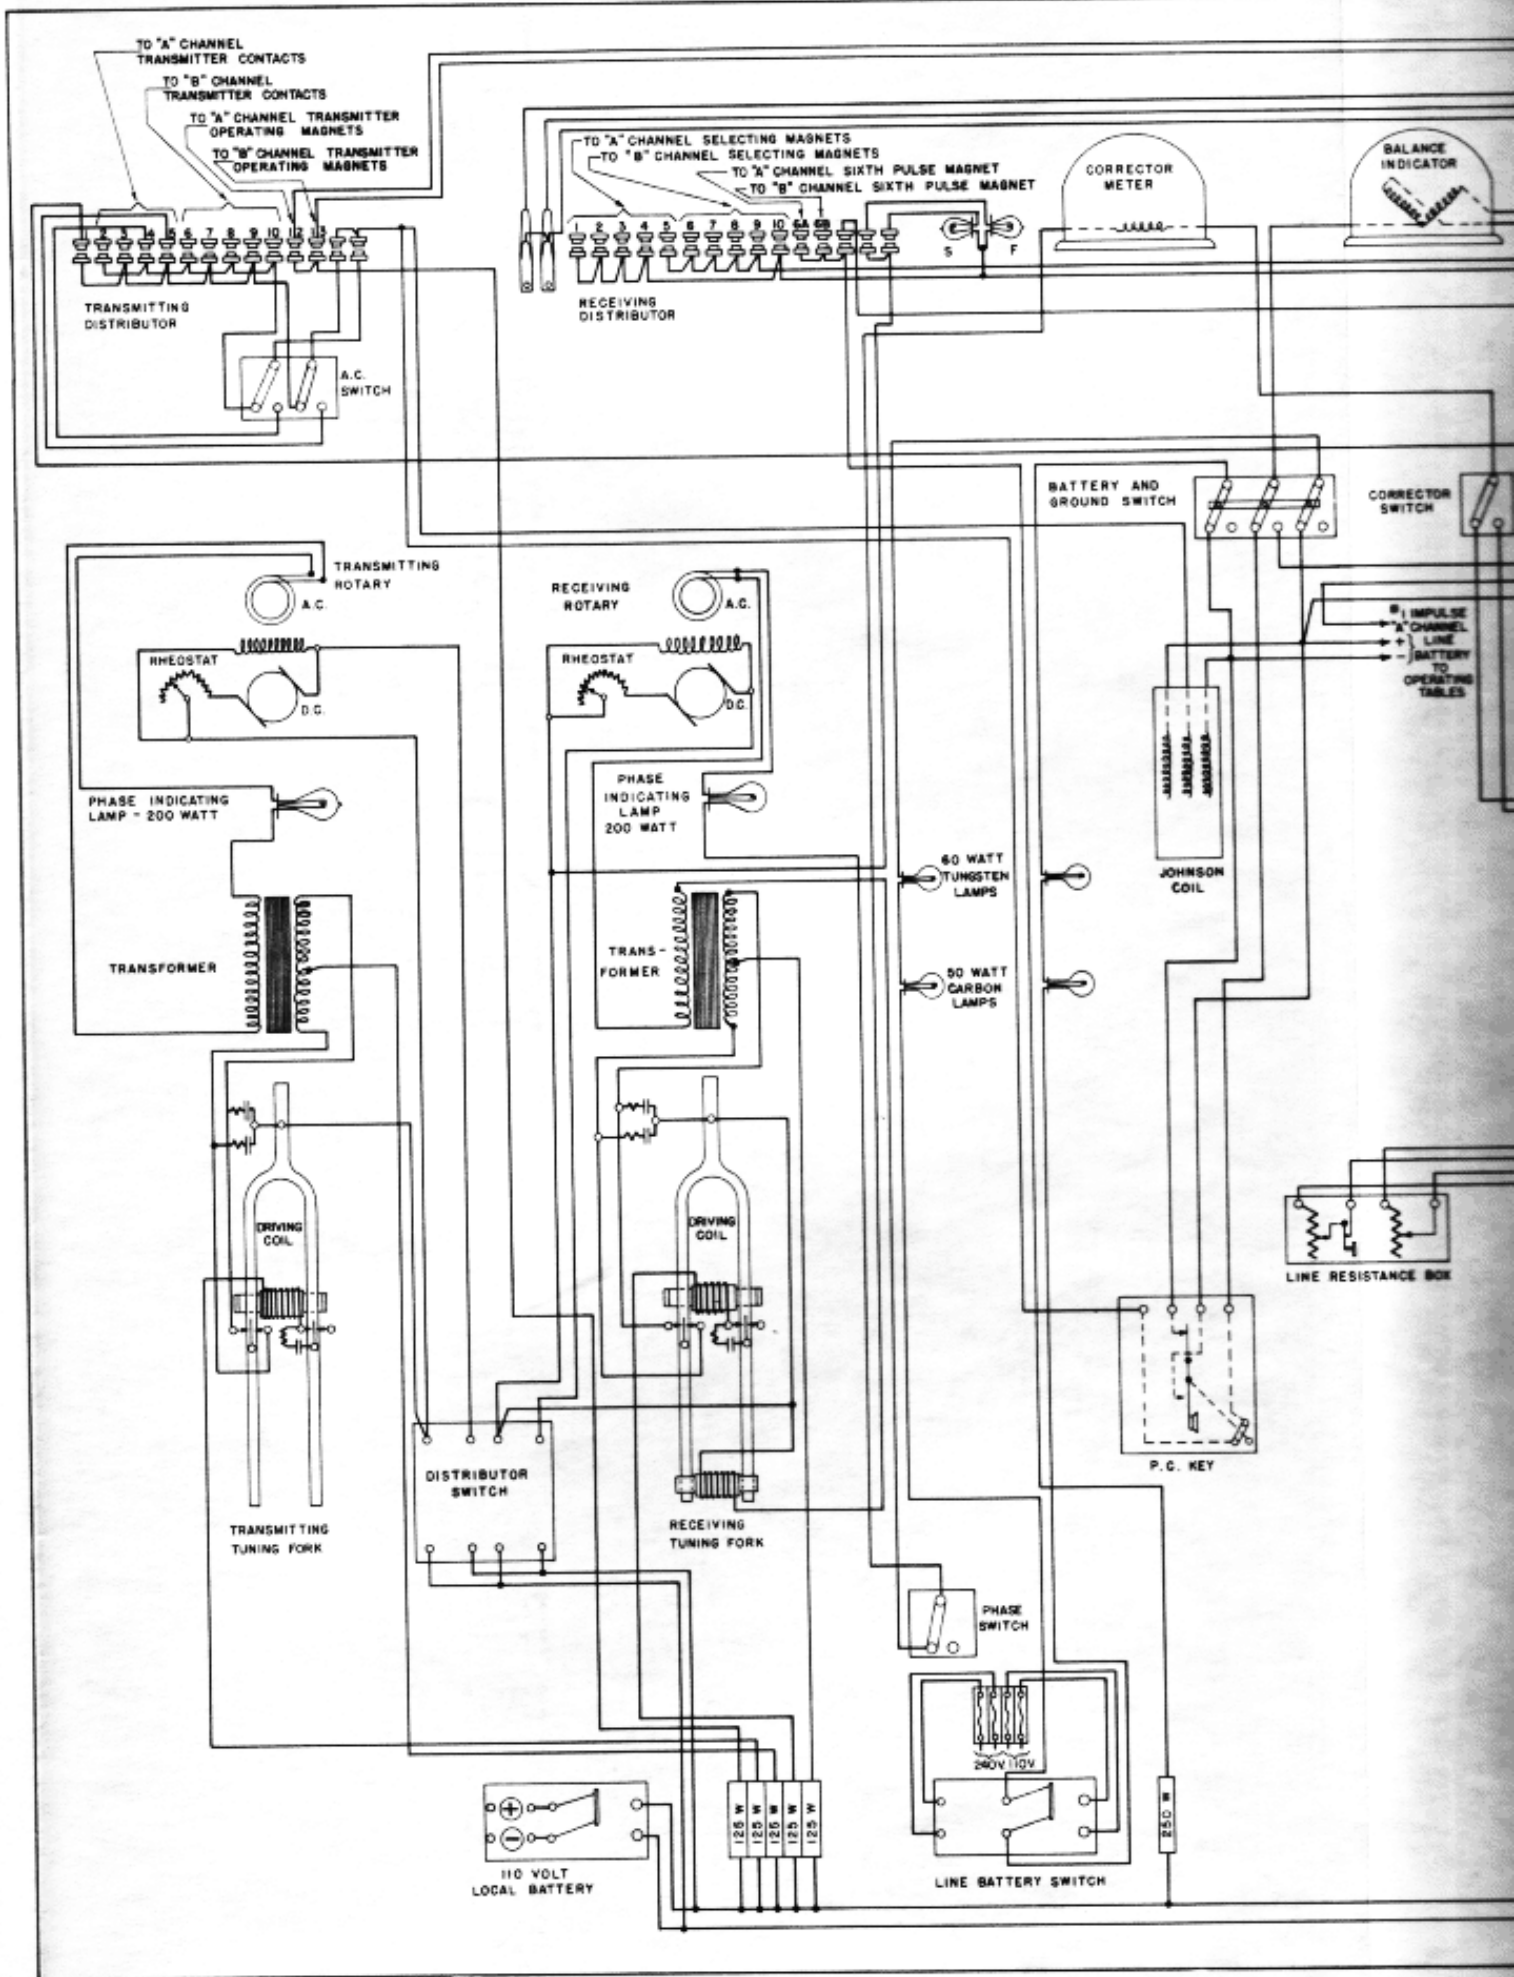 TO "A" CHANNEL
TRANSMITTER CONTACTS
TO "B" CHANNEL
TRANSMITTER CONTACTS
TO "A" CHANNEL TRANSMITTER
OPERATING MAGNETS
TO "B" CHANNEL TRANSMITTER
OPERATING MAGNETS
1 2 3 4 5 6 7 8 9 10 12 13
TRANSMITTING
DISTRIBUTOR
A.C.
SWITCH
TO "A" CHANNEL SELECTING MAGNETS
TO "B" CHANNEL SELECTING MAGNETS
TO "A" CHANNEL SIXTH PULSE MAGNET
TO "B" CHANNEL SIXTH PULSE MAGNET
1 2 3 4 5 6 7 8 9 10 6A 6B
S F
RECEIVING
DISTRIBUTOR
CORRECTOR
METER
BALANCE
INDICATOR
BATTERY AND
GROUND SWITCH
CORRECTOR
SWITCH
TRANSMITTING
ROTARY
A.C.
RHEOSTAT
D.C.
RECEIVING
ROTARY
A.C.
RHEOSTAT
D.C.
#1 IMPULSE
"A" CHANNEL
+ LINE
- BATTERY
TO
OPERATING
TABLES
PHASE INDICATING
LAMP - 200 WATT
PHASE
INDICATING
LAMP
200 WATT
60 WATT
TUNGSTEN
LAMPS
JOHNSON
COIL
TRANSFORMER
TRANS-
FORMER
50 WATT
CARBON
LAMPS
DRIVING
COIL
DRIVING
COIL
LINE RESISTANCE BOX
P.C. KEY
DISTRIBUTOR
SWITCH
TRANSMITTING
TUNING FORK
RECEIVING
TUNING FORK
PHASE
SWITCH
240V. 110V.
125 W
125 W
125 W
125 W
125 W
250 W
+
-
110 VOLT
LOCAL BATTERY
LINE BATTERY SWITCH